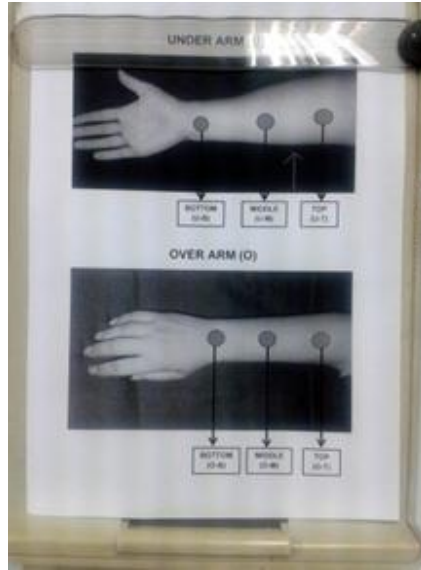 UNDER ARM (U
BOTTOM
(U-B)
MIDDLE
(U-M)
TOP
(U-T)
OVER ARM (O)
BOTTOM
(O-B)
MIDDLE
(O-M)
TOP
(O-T)